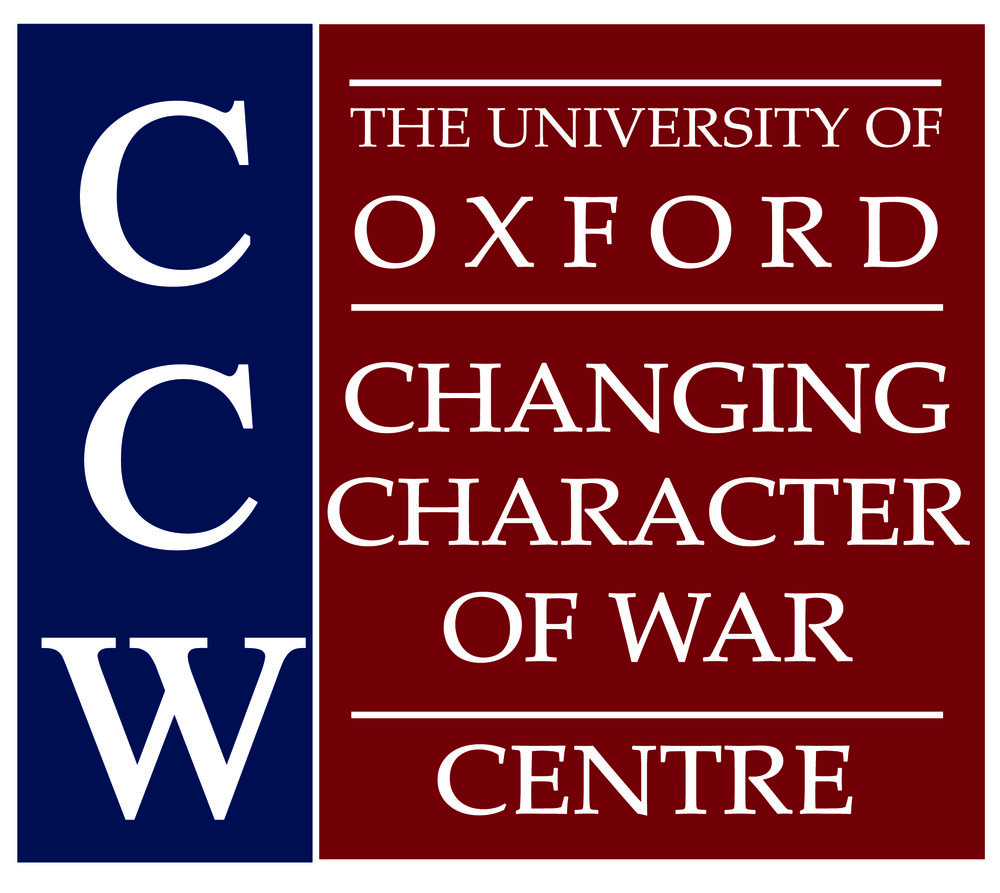 C
C
W
THE UNIVERSITY OF
OXFORD
CHANGING
CHARACTER
OF WAR
CENTRE